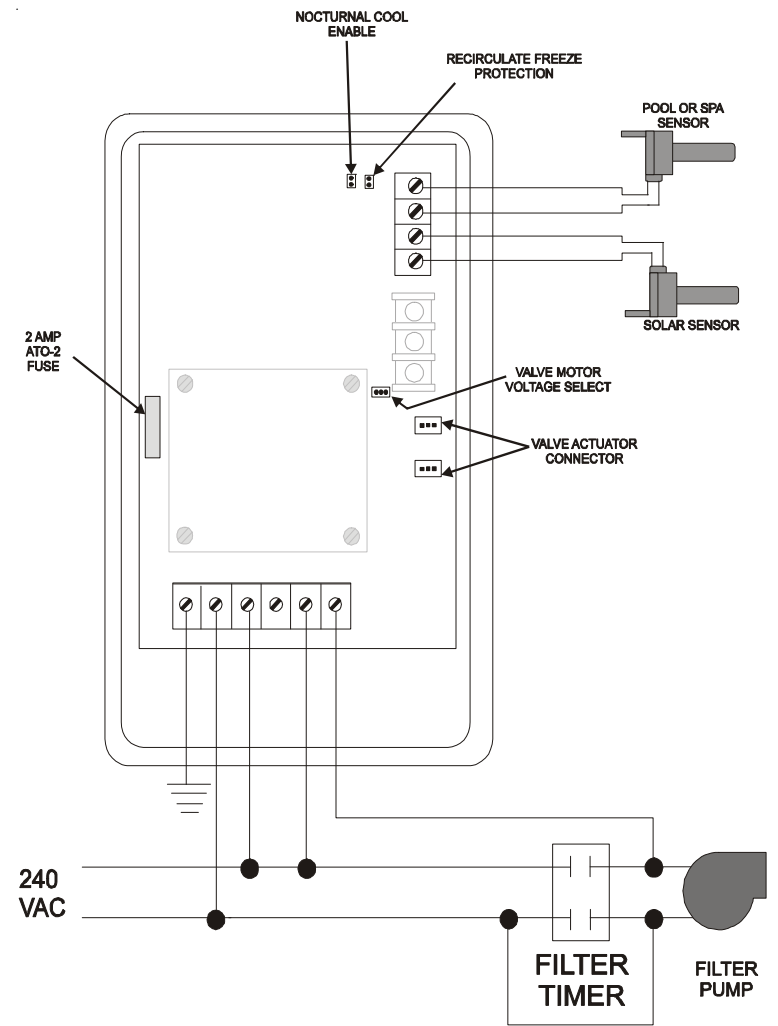 NOCTURNAL COOL
ENABLE
RECIRCULATE FREEZE
PROTECTION
POOL OR SPA
SENSOR
SOLAR SENSOR
2 AMP
ATO-2
FUSE
VALVE MOTOR
VOLTAGE SELECT
VALVE ACTUATOR
CONNECTOR
240
VAC
FILTER
TIMER
FILTER
PUMP